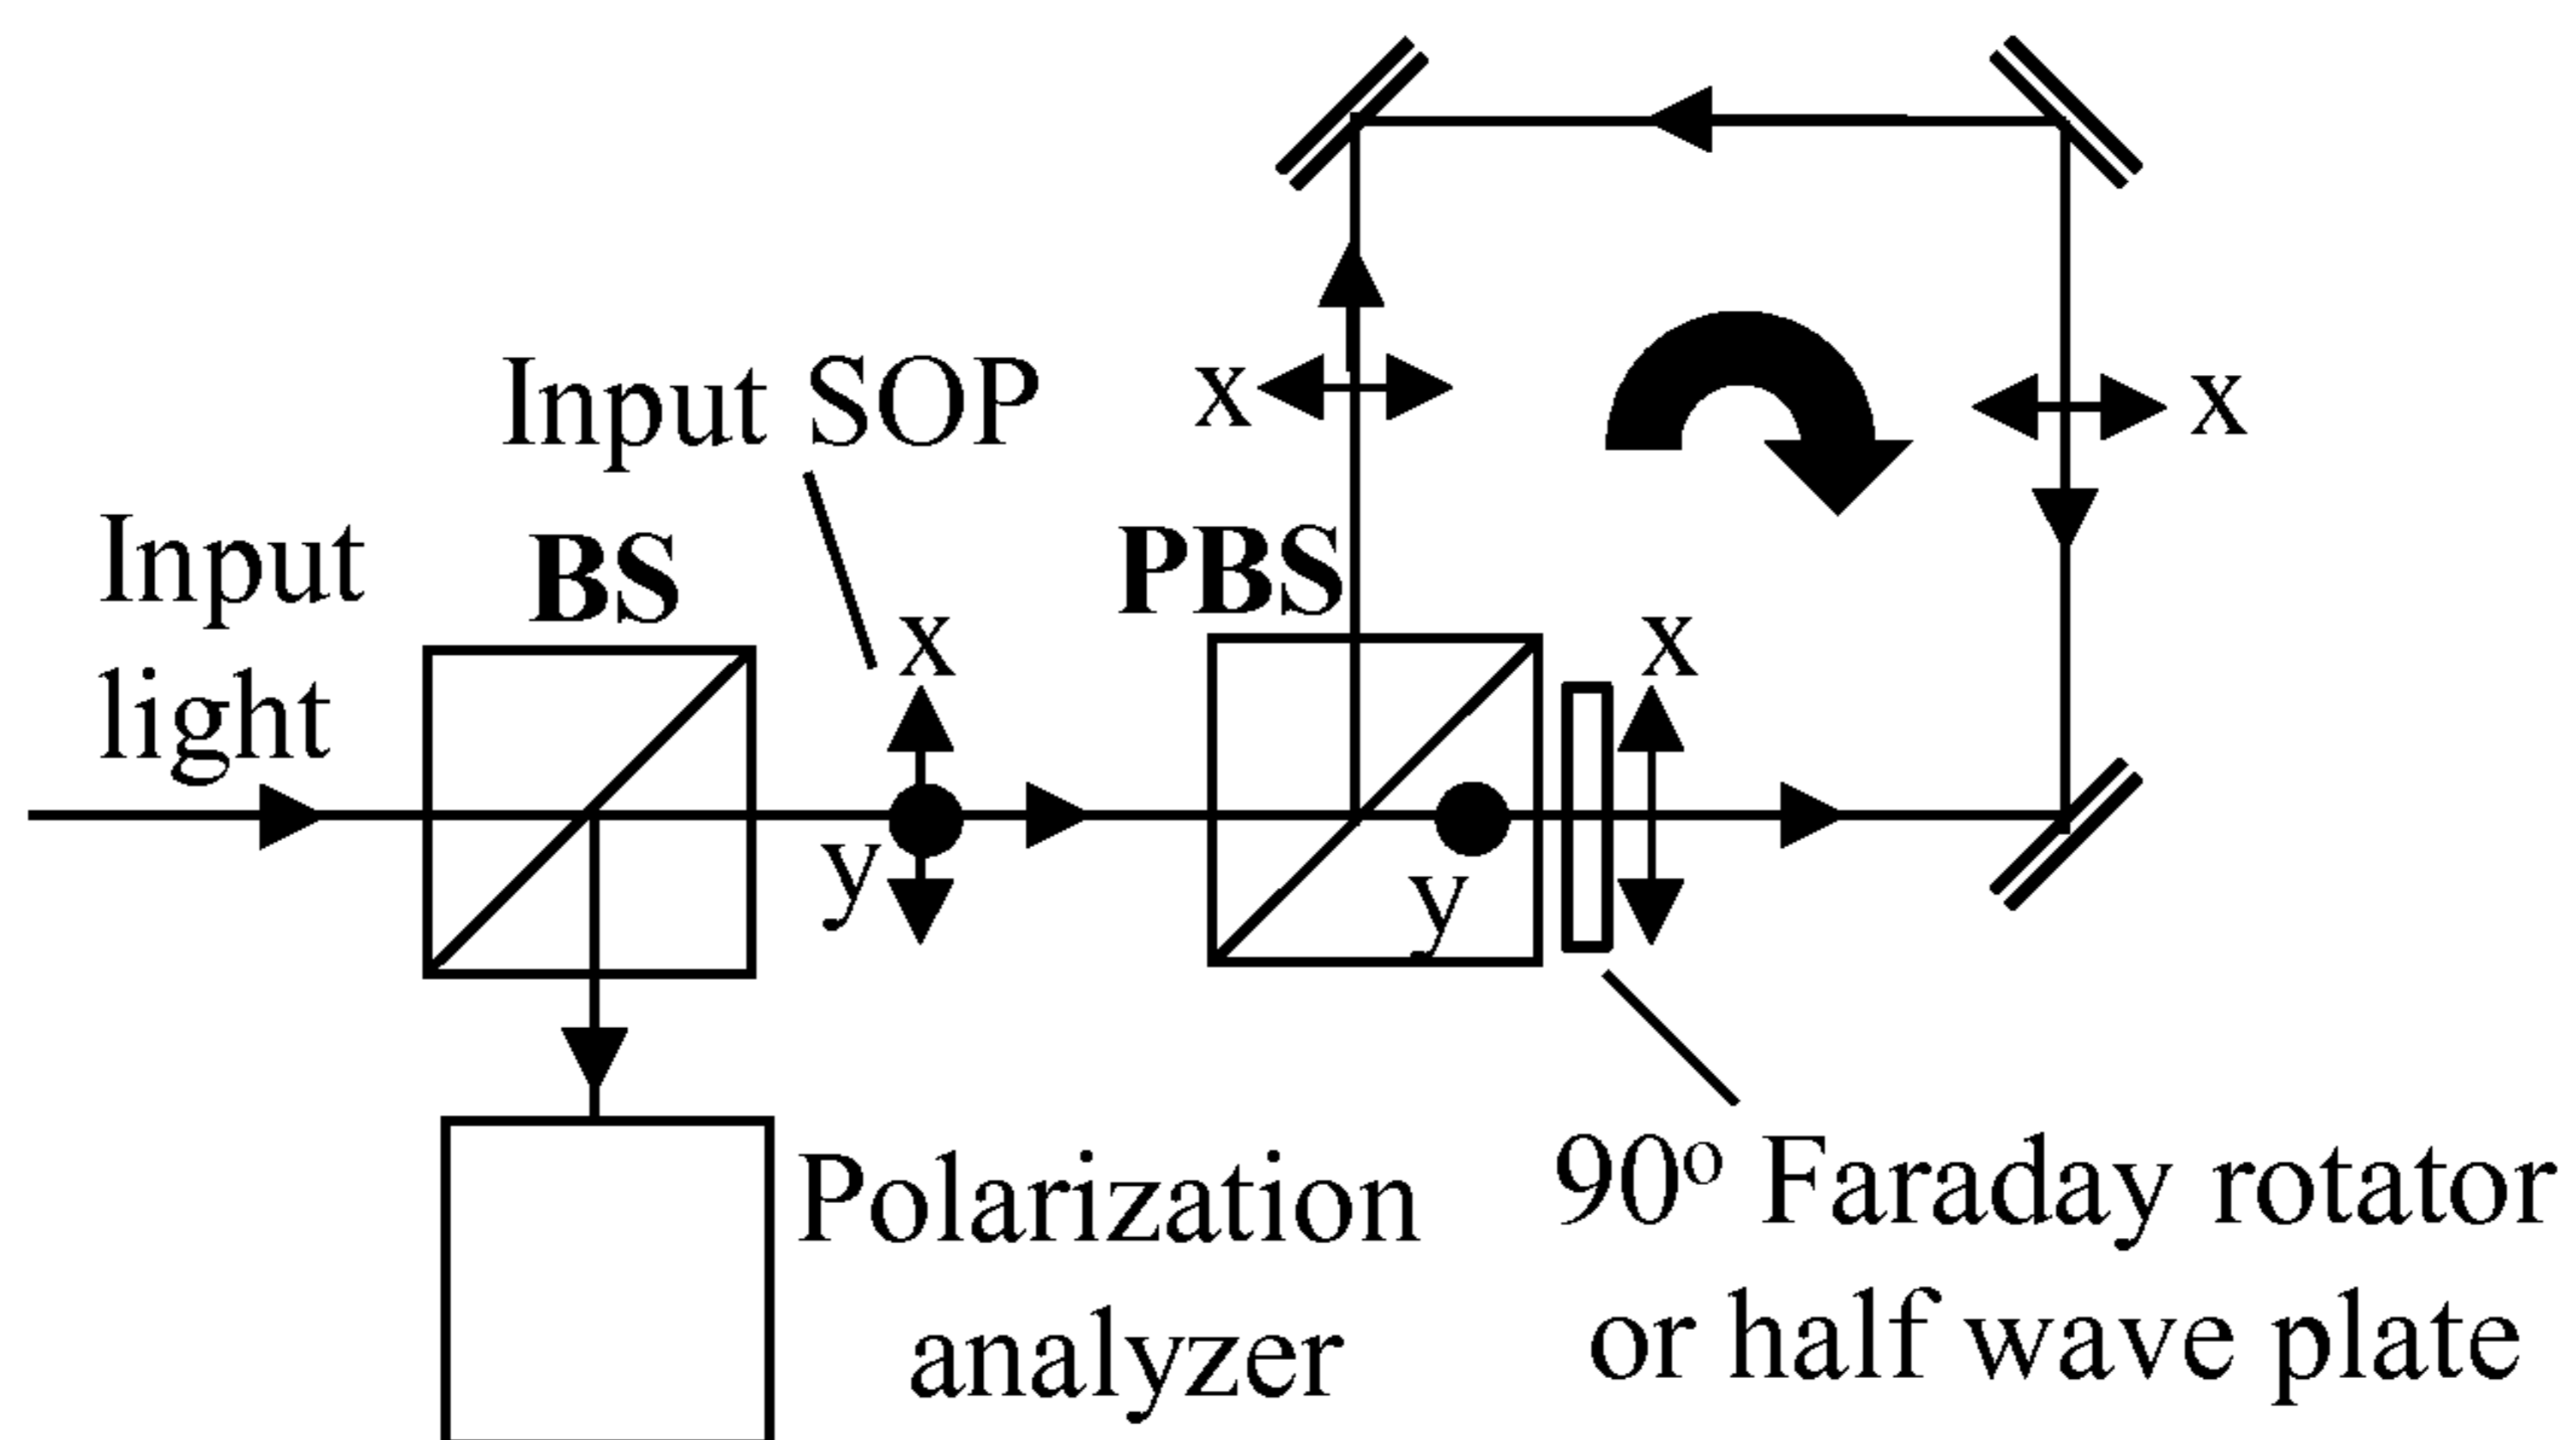 Input SOP
x
x
Input
light
BS
PBS
x
x
y
y
Polarization
analyzer
90º Faraday rotator
or half wave plate